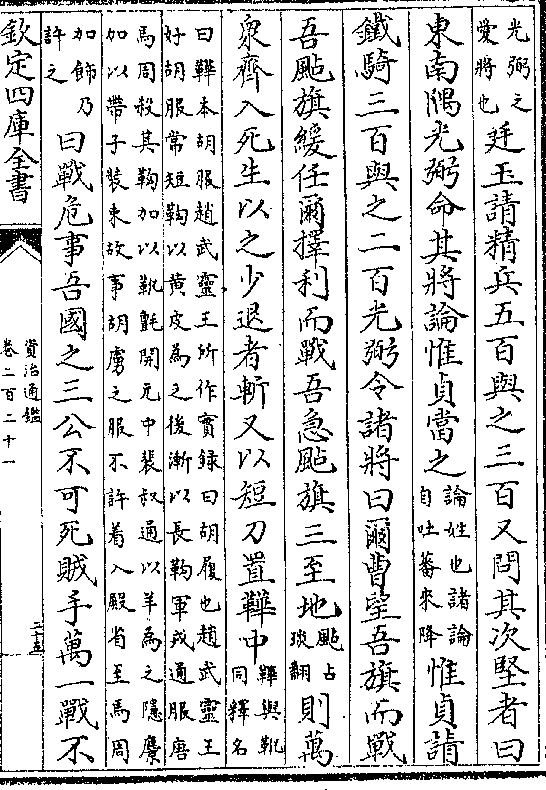 光弼之愛將也廷玉請精兵五百與之三百又問其次堅者曰
東南隅光弼命其將論惟貞當之論姓也諸論自吐蕃來降惟貞請
鐵騎三百與之二百光弼令諸將曰爾曹望吾旗而戰
吾颭旗緩任爾擇利而戰吾急颭旗三至地颭占琰翻則萬
衆齊入死生以之少退者斬又以短刀置鞾中鞾與靴同釋名
曰鞾本胡服趙武靈王所作實録曰胡履也趙武靈王
好胡服常短靿以黃皮為之後漸以長靿軍戎通服唐
馬周殺其靿加以靴氈開元中裴叔通以羊為之隱麖
加以帶子裝束故事胡虜之服不許着入殿省至馬周
加飾乃許之曰戰危事吾國之三公不可死賊手萬一戰不
欽定四庫全書
資治通鑑
卷二百二十一
二十五